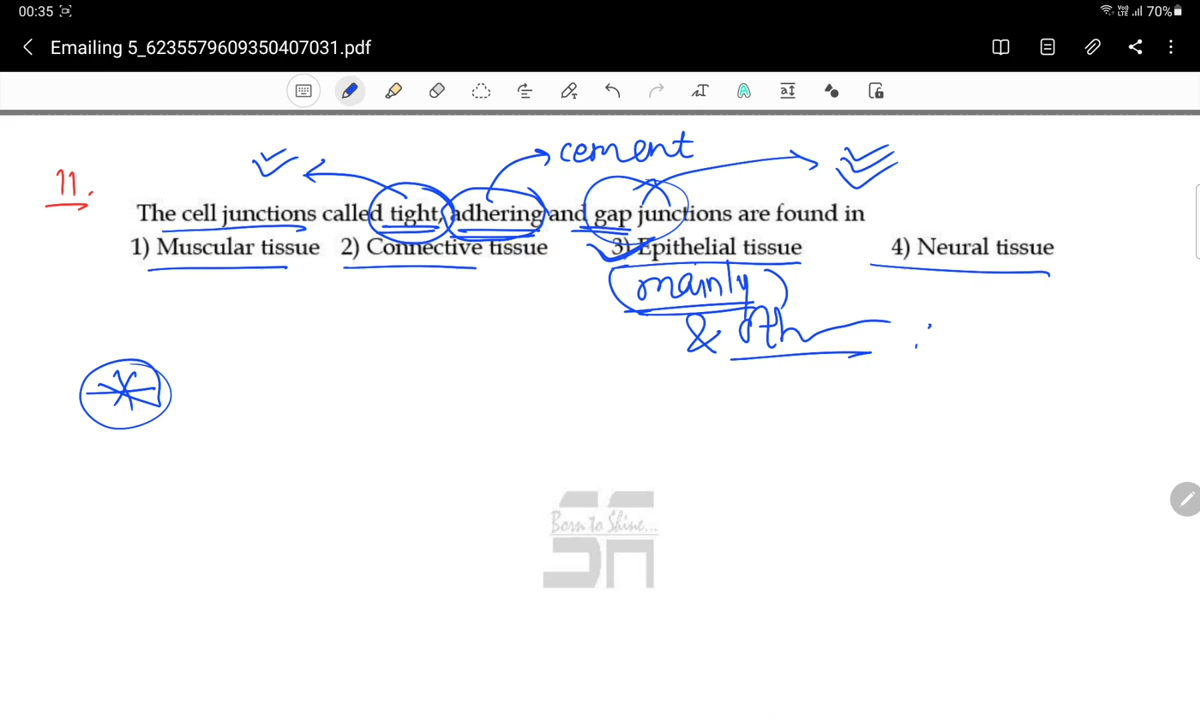 00:35 70%
Emailing 5_6235579609350407031.pdf
cement
11.
The cell junctions called tight, adhering and gap junctions are found in
1) Muscular tissue 2) Connective tissue 3) Epithelial tissue 4) Neural tissue
(mainly)
& oth
Born to Shine...